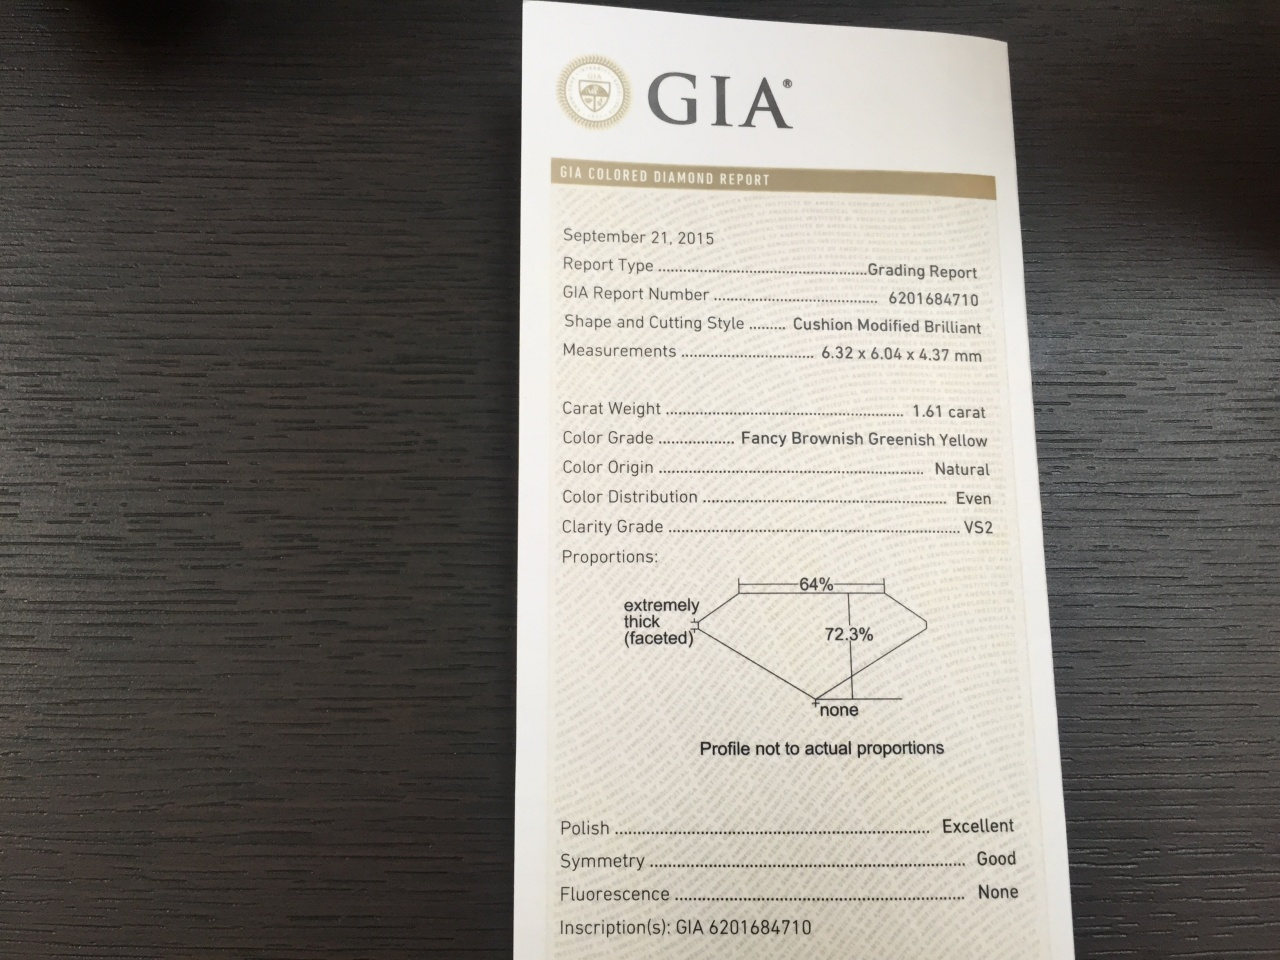 GIA®
GIA COLORED DIAMOND REPORT
September 21, 2015
Report Type ........................................................Grading Report
GIA Report Number ............................................ 6201684710
Shape and Cutting Style ......... Cushion Modified Brilliant
Measurements ................................... 6.32 x 6.04 x 4.37 mm
Carat Weight ............................................................... 1.61 carat
Color Grade .................. Fancy Brownish Greenish Yellow
Color Origin ....................................................................... Natural
Color Distribution ................................................................. Even
Clarity Grade ..............................................................................VS2
Proportions:
64%
extremely
thick
(faceted)
72.3%
none
Profile not to actual proportions
Polish .............................................................................. Excellent
Symmetry .............................................................................. Good
Fluorescence ....................................................................... None
Inscription(s): GIA 6201684710